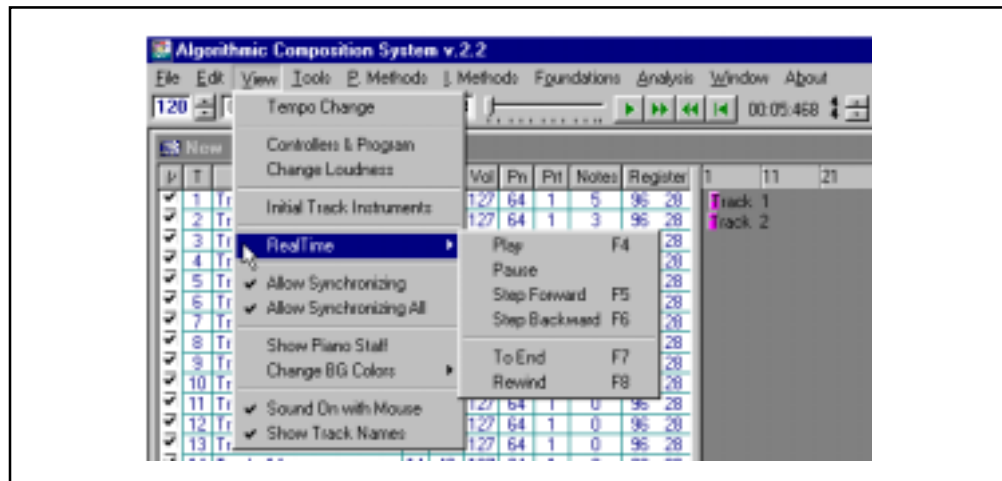 Algorithmic Composition System v.2.2
File Edit View Tools P. Methods I. Methods Foundations Analysis Window About
120 00:05:468
Tempo Change
New
Controllers & Program
Change Loudness
T Vol Pn Prt Notes Register 1 11 21
1 Tr 127 64 1 5 96 28 Track 1
Initial Track Instruments
2 Tr 127 64 1 3 96 28 Track 2
3 Tr RealTime Play F4 28
4 Tr Pause 28
5 Tr Allow Synchronizing Step Forward F5 28
6 Tr Allow Synchronizing All Step Backward F6 28
7 Tr 28
8 Tr Show Piano Staff To End F7 28
9 Tr Change BG Colors 28
10 Tr Rewind F8 28
11 Tr Sound On with Mouse 127 64 1 0 96 28
12 Tr 127 64 1 0 96 28
13 Tr Show Track Names 127 64 1 0 96 28